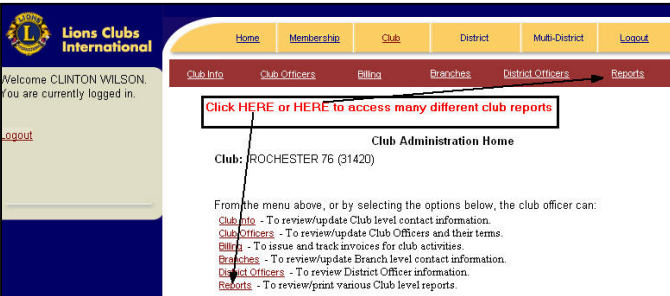 Lions Clubs
International
Home Membership Club District Multi-District Logout
Club Info Club Officers Billing Branches District Officers Reports
Welcome CLINTON WILSON.
You are currently logged in.
Logout
Click HERE or HERE to access many different club reports
Club Administration Home
Club: ROCHESTER 76 (31420)
From the menu above, or by selecting the options below, the club officer can:
Club Info - To review/update Club level contact information.
Club Officers - To review/update Club Officers and their terms.
Billing - To issue and track invoices for club activities.
Branches - To review/update Branch level contact information.
District Officers - To review District Officer information.
Reports - To review/print various Club level reports.